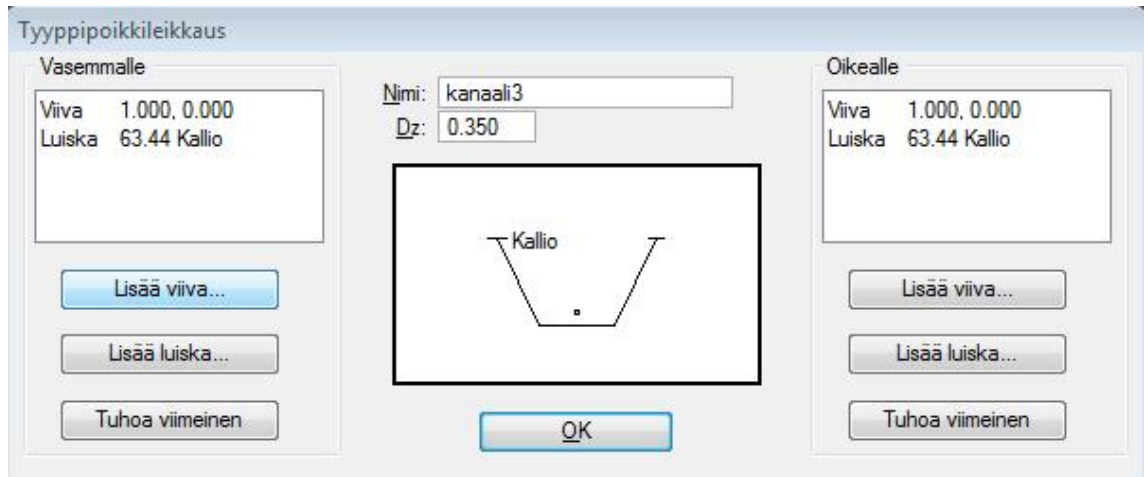 Tyyppipoikkileikkaus
Vasemmalle
Viiva 1.000, 0.000
Luiska 63.44 Kallio
Lisää viiva...
Lisää luiska...
Tuhoa viimeinen
Nimi: kanaali3
Dz: 0.350
Kallio
OK
Oikealle
Viiva 1.000, 0.000
Luiska 63.44 Kallio
Lisää viiva...
Lisää luiska...
Tuhoa viimeinen